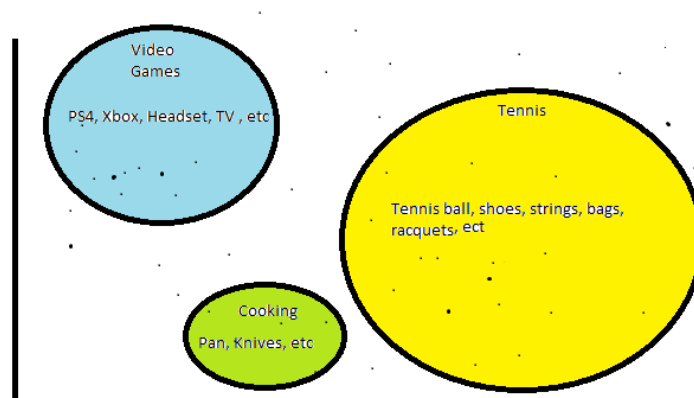 Video
Games
PS4, Xbox, Headset, TV , etc
Tennis
Tennis ball, shoes, strings, bags,
racquets, ect
Cooking
Pan, Knives, etc